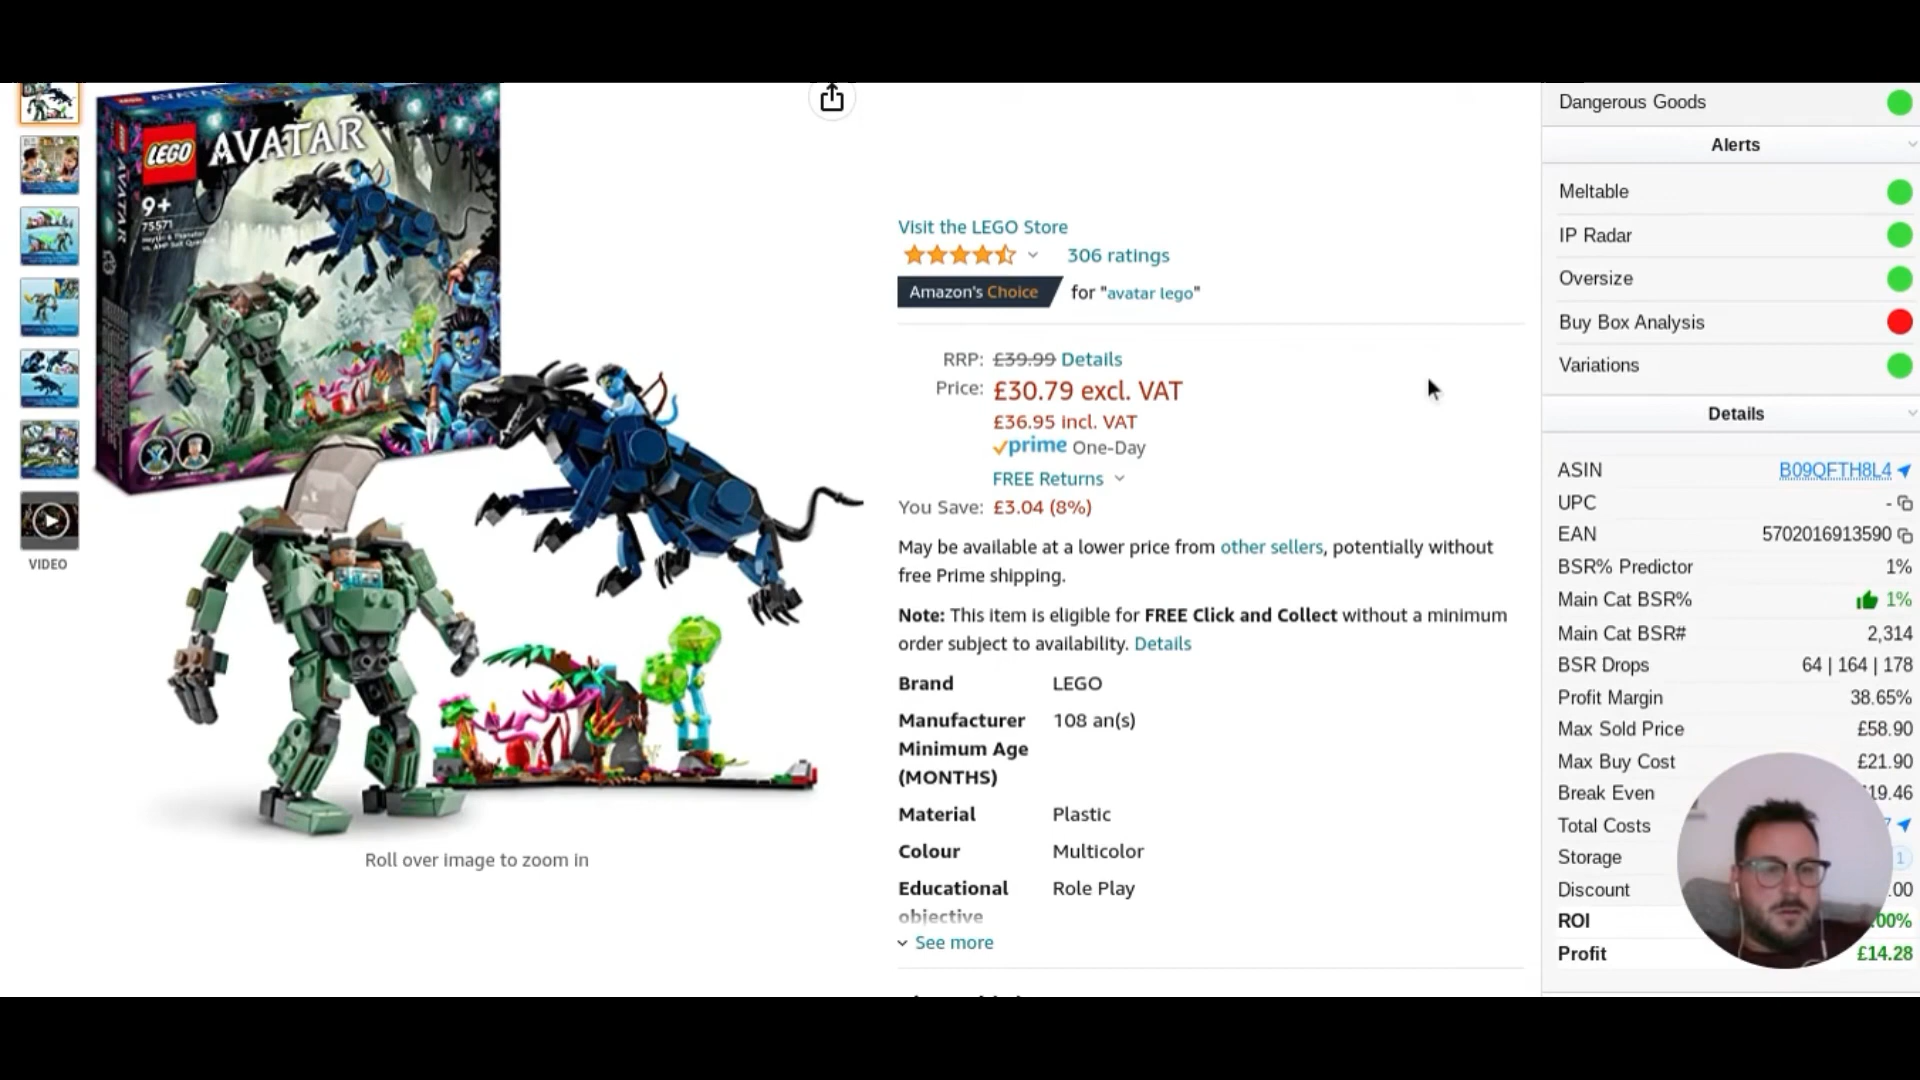 LEGO AVATAR
9+
75571
Visit the LEGO Store
306 ratings
Amazon's Choice for "avatar lego"
RRP: £39.99 Details
Price: £30.79 excl. VAT
£36.95 incl. VAT
prime One-Day
FREE Returns
You Save: £3.04 (8%)
May be available at a lower price from other sellers, potentially without
free Prime shipping.
Note: This item is eligible for FREE Click and Collect without a minimum
order subject to availability. Details
Brand LEGO
Manufacturer 108 an(s)
Minimum Age
(MONTHS)
Material Plastic
Colour Multicolor
Educational Role Play
objective
See more
VIDEO
Roll over image to zoom in
Dangerous Goods
Alerts
Meltable
IP Radar
Oversize
Buy Box Analysis
Variations
Details
ASIN B09QFTH8L4
UPC -
EAN 5702016913590
BSR% Predictor 1%
Main Cat BSR% 1%
Main Cat BSR# 2,314
BSR Drops 64 | 164 | 178
Profit Margin 38.65%
Max Sold Price £58.90
Max Buy Cost £21.90
Break Even 19.46
Total Costs
Storage 1
Discount .00
ROI .00%
Profit £14.28